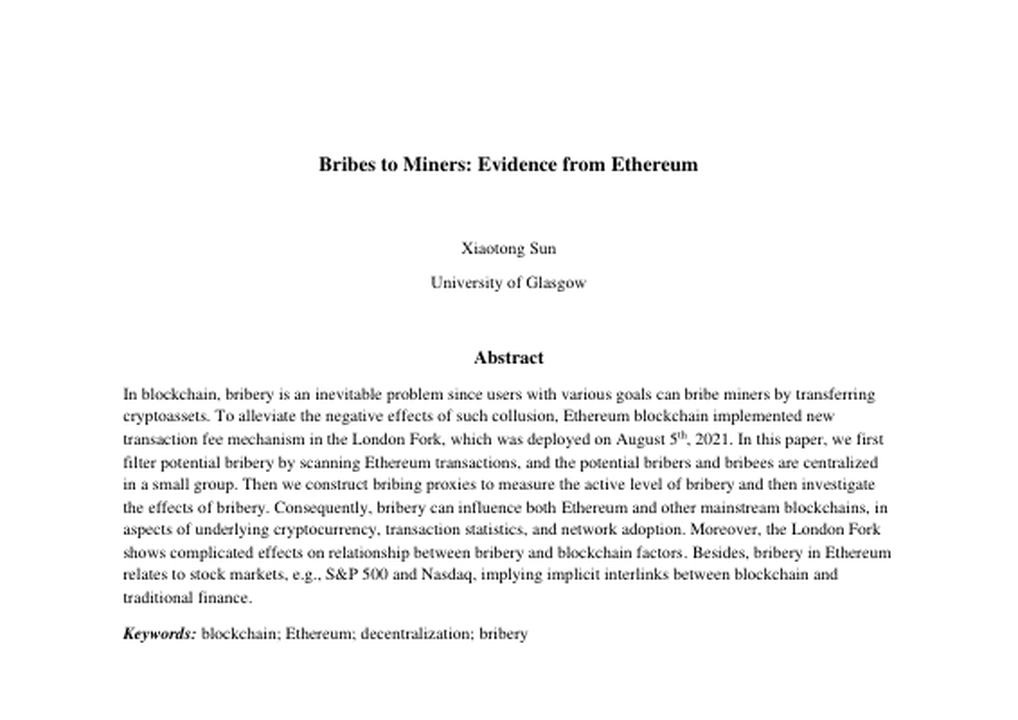 Bribes to Miners: Evidence from Ethereum
Xiaotong Sun
University of Glasgow
Abstract
In blockchain, bribery is an inevitable problem since users with various goals can bribe miners by transferring
cryptoassets. To alleviate the negative effects of such collusion, Ethereum blockchain implemented new
transaction fee mechanism in the London Fork, which was deployed on August 5th, 2021. In this paper, we first
filter potential bribery by scanning Ethereum transactions, and the potential bribers and bribees are centralized
in a small group. Then we construct bribing proxies to measure the active level of bribery and then investigate
the effects of bribery. Consequently, bribery can influence both Ethereum and other mainstream blockchains, in
aspects of underlying cryptocurrency, transaction statistics, and network adoption. Moreover, the London Fork
shows complicated effects on relationship between bribery and blockchain factors. Besides, bribery in Ethereum
relates to stock markets, e.g., S&P 500 and Nasdaq, implying implicit interlinks between blockchain and
traditional finance.
Keywords: blockchain; Ethereum; decentralization; bribery